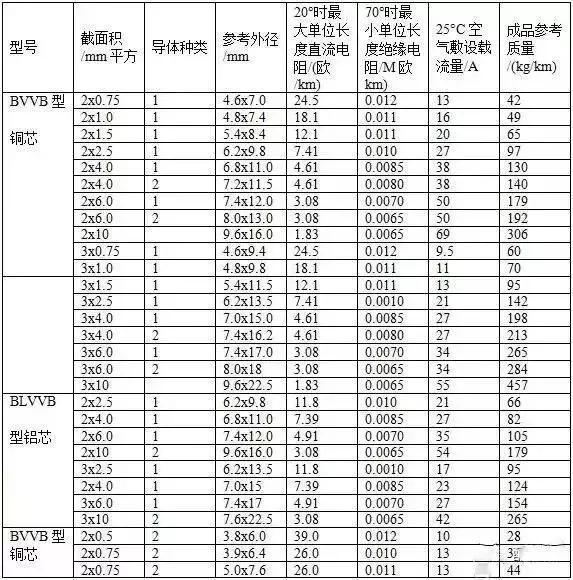 型号
截面积
/mm平方
导体种类
参考外径
/mm
20°时最
大单位长
度直流电
阻/(欧
/km)
70°时最
小单位长
度绝缘电
阻/M欧
km)
25°C空
气敷设载
流量/A
成品参考
质量
/(kg/km)
BVVB型 2x0.75 1 4.6x7.0 24.5 0.012 13 42
2x1.0 1 4.8x7.4 18.1 0.011 16 49
铜芯 2x1.5 1 5.4x8.4 12.1 0.011 20 65
2x2.5 1 6.2x9.8 7.41 0.010 27 97
2x4.0 1 6.8x11.0 4.61 0.0085 38 130
2x4.0 2 7.2x11.5 4.61 0.0080 38 140
2x6.0 1 7.4x12.0 3.08 0.0070 50 179
2x6.0 2 8.0x13.0 3.08 0.0065 50 192
2x10 9.6x16.0 1.83 0.0065 69 306
3x0.75 1 4.6x9.4 24.5 0.012 9.5 60
3x1.0 1 4.8x9.8 18.1 0.011 11 70
3x1.5 1 5.4x11.5 12.1 0.011 13 95
3x2.5 1 6.2x13.5 7.41 0.0010 21 142
3x4.0 1 7.0x15.0 4.61 0.0085 27 198
3x4.0 2 7.4x16.2 4.61 0.0080 27 213
3x6.0 1 7.4x17.0 3.08 0.0070 34 265
3x6.0 2 8.0x18 3.08 0.0065 34 284
3x10 9.6x22.5 1.83 0.0065 55 457
BLVVB 2x2.5 1 6.2x9.8 11.8 0.010 21 66
2x4.0 1 6.8x11.0 7.39 0.0085 27 82
型铝芯 2x6.0 1 7.4x12.0 4.91 0.0070 35 105
2x10 2 9.6x16.0 3.08 0.0065 54 179
3x2.5 1 6.2x13.5 11.8 0.0010 17 95
2x4.0 1 7.0x15 7.39 0.0085 23 124
3x6.0 1 7.4x17 4.91 0.0070 27 154
3x10 2 7.6x22.5 3.08 0.0065 42 265
BVVB型 2x0.5 2 3.8x6.0 39.0 0.012 10 28
铜芯 2x0.75 2 3.9x6.4 26.0 0.010 13
2x0.75 2 5.0x7.6 26.0 0.011 13 44